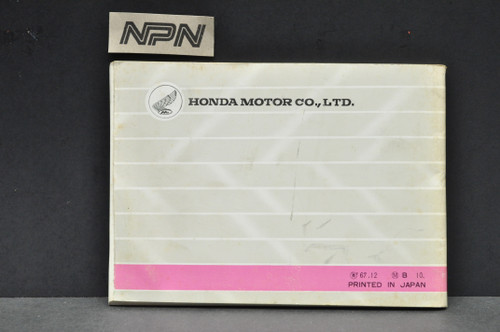 NPN
HONDA MOTOR CO., LTD.
67.12 B 10.
PRINTED IN JAPAN